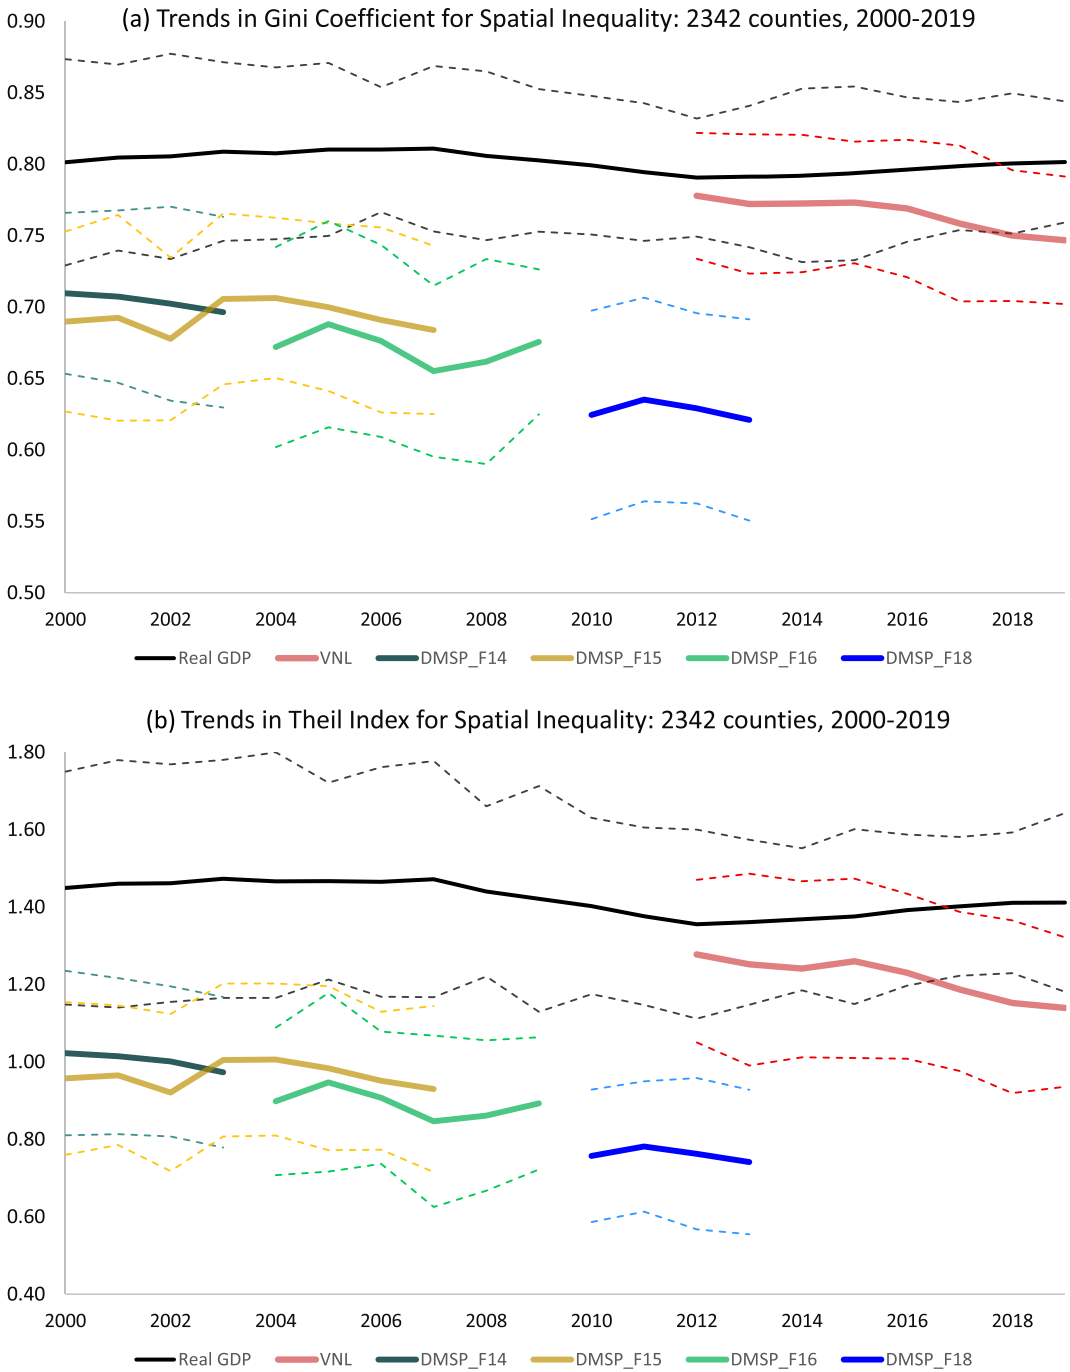 (a) Trends in Gini Coefficient for Spatial Inequality: 2342 counties, 2000-2019
0.90
0.85
0.80
0.75
0.70
0.65
0.60
0.55
0.50
2000 2002 2004 2006 2008 2010 2012 2014 2016 2018
Real GDP VNL DMSP_F14 DMSP_F15 DMSP_F16 DMSP_F18
(b) Trends in Theil Index for Spatial Inequality: 2342 counties, 2000-2019
1.80
1.60
1.40
1.20
1.00
0.80
0.60
0.40
2000 2002 2004 2006 2008 2010 2012 2014 2016 2018
Real GDP VNL DMSP_F14 DMSP_F15 DMSP_F16 DMSP_F18